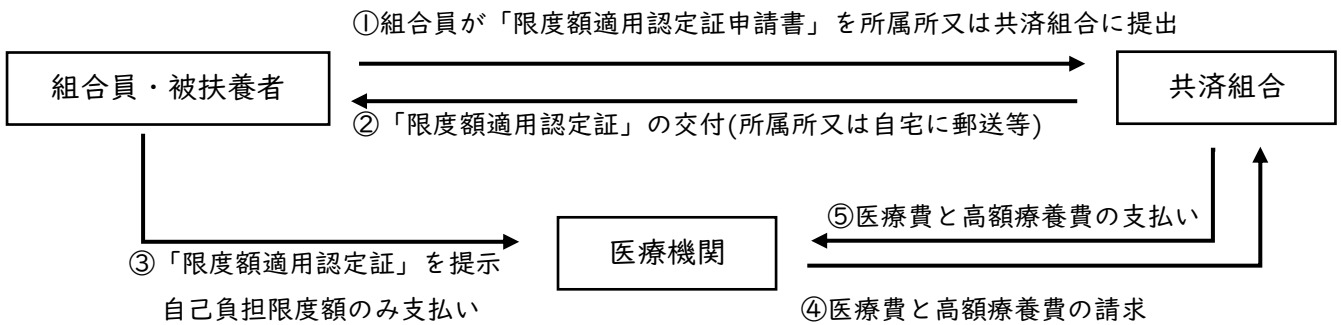 ①組合員が「限度額適用認定証申請書」を所属所又は共済組合に提出
組合員・被扶養者
共済組合
②「限度額適用認定証」の交付(所属所又は自宅に郵送等)
⑤医療費と高額療養費の支払い
医療機関
③「限度額適用認定証」を提示
自己負担限度額のみ支払い
④医療費と高額療養費の請求